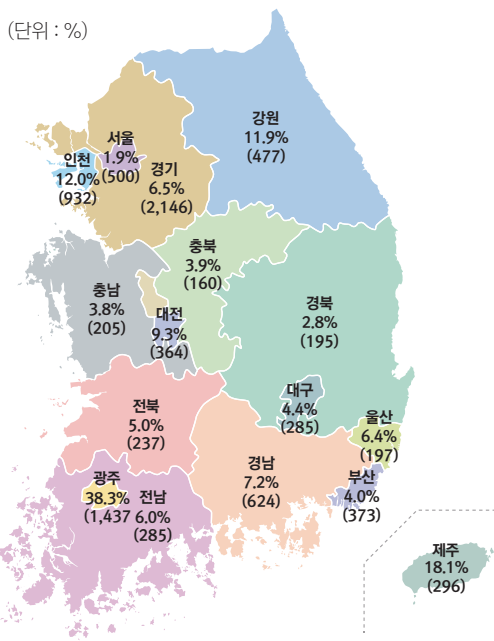 (단위 : %)
강원
11.9%
(477)
서울
1.9%
(500)
인천
12.0%
(932)
경기
6.5%
(2,146)
충북
3.9%
(160)
충남
3.8%
(205)
대전
9.3%
(364)
경북
2.8%
(195)
대구
4.4%
(285)
전북
5.0%
(237)
울산
6.4%
(197)
경남
7.2%
(624)
부산
4.0%
(373)
광주
38.3%
(1,437
전남
6.0%
(285)
제주
18.1%
(296)